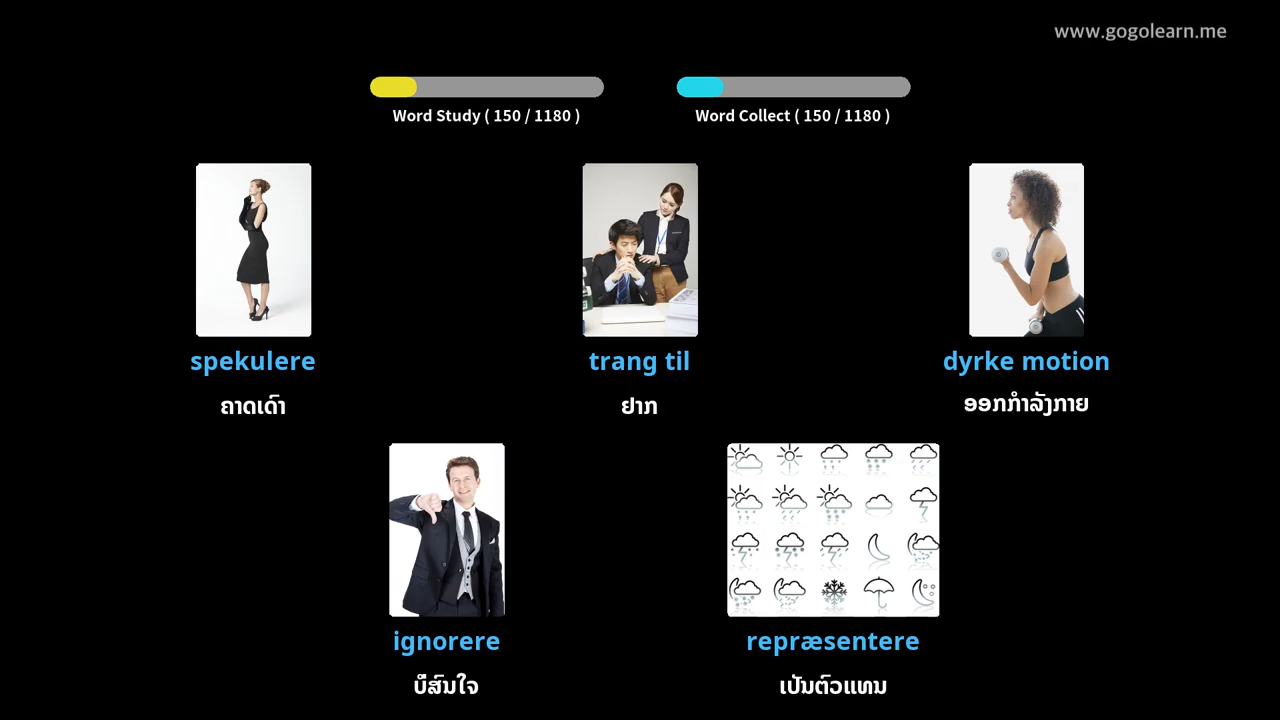 www.gogolearn.me
Word Study ( 150 / 1180 )
Word Collect ( 150 / 1180 )
spekulere
trang til
dyrke motion
ຄາດເດົາ
ຢາກ
ອອກກຳລັງກາຍ
ignorere
repræsentere
ບໍ່ສົນໃຈ
ເປັນຕົວແທນ